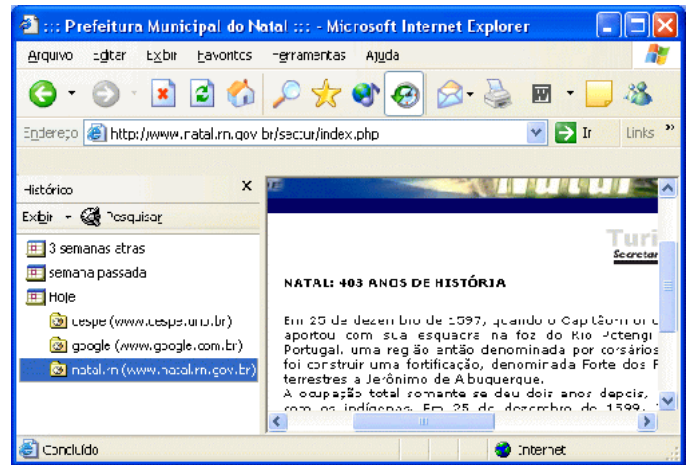 ::: Prefeitura Municipal do Natal ::: - Microsoft Internet Explorer
Arquivo Editar Exibir Favoritos Ferramentas Ajuda
Endereço http://www.natal.rn.gov.br/sectur/index.php Ir Links »
Histórico X
Exibir Pesquisar
3 semanas atras
semana passada
Hoje
cespe (www.cespe.unb.br)
google (www.google.com.br)
natal.rn (www.natal.rn.gov.br)
Turi
Secretar
NATAL: 403 ANOS DE HISTÓRIA
Em 25 de dezembro de 1597, quando o Capitão-mor
aportou com sua esquadra na foz do Rio Potengi
Portugal, uma região então denominada por corsários
foi construir uma fortificação, denominada Forte dos R
terrestres a Jerônimo de Albuquerque.
A ocupação total somente se deu dois anos depois,
com os indígenas. Em 25 de dezembro de 1599,
Concluído Internet